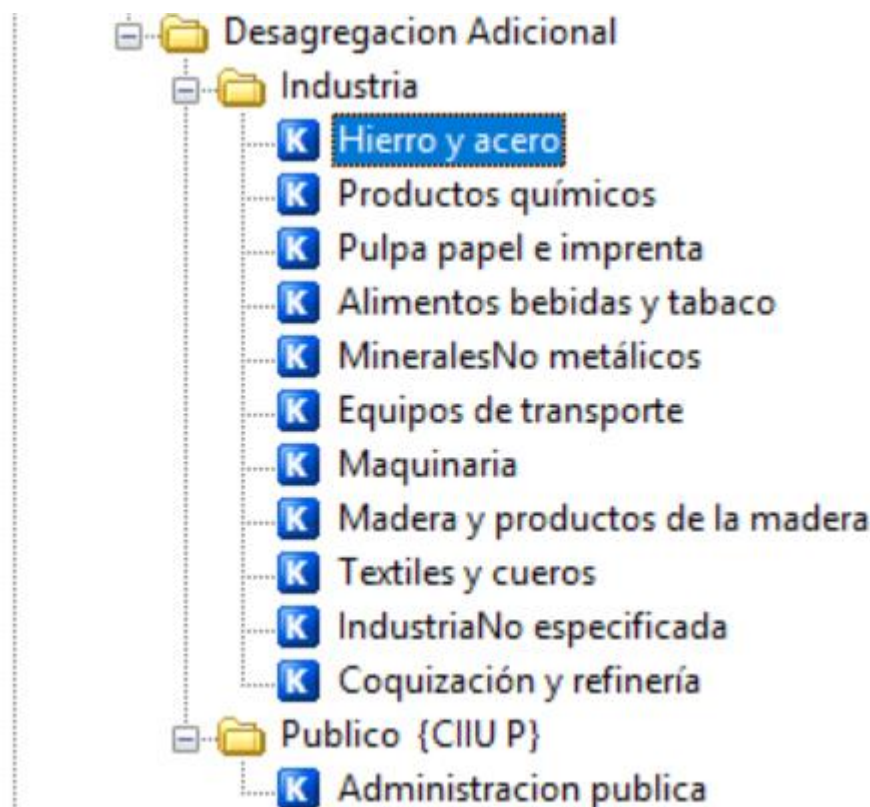 Desagregacion Adicional
Industria
K Hierro y acero
K Productos químicos
K Pulpa papel e imprenta
K Alimentos bebidas y tabaco
K MineralesNo metálicos
K Equipos de transporte
K Maquinaria
K Madera y productos de la madera
K Textiles y cueros
K IndustriaNo especificada
K Coquización y refinería
Publico {CIIU P}
K Administracion publica